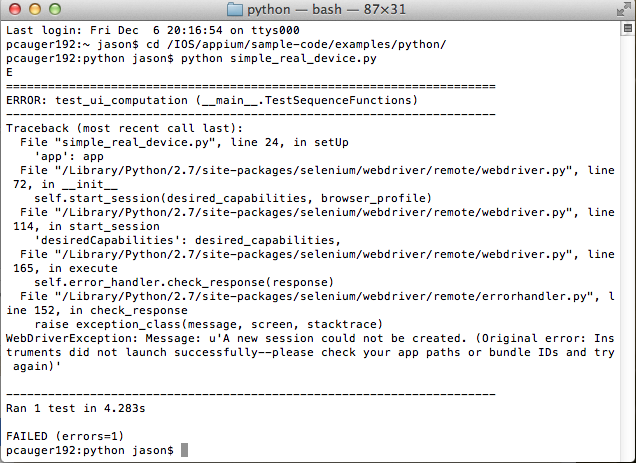 python — bash — 87×31
Last login: Fri Dec  6 20:16:54 on ttys000
pcauger192:~ jason$ cd /IOS/appium/sample-code/examples/python/
pcauger192:python jason$ python simple_real_device.py
E
======================================================================
ERROR: test_ui_computation (__main__.TestSequenceFunctions)
----------------------------------------------------------------------
Traceback (most recent call last):
  File "simple_real_device.py", line 24, in setUp
    'app': app
  File "/Library/Python/2.7/site-packages/selenium/webdriver/remote/webdriver.py", line
 72, in __init__
    self.start_session(desired_capabilities, browser_profile)
  File "/Library/Python/2.7/site-packages/selenium/webdriver/remote/webdriver.py", line
 114, in start_session
    'desiredCapabilities': desired_capabilities,
  File "/Library/Python/2.7/site-packages/selenium/webdriver/remote/webdriver.py", line
 165, in execute
    self.error_handler.check_response(response)
  File "/Library/Python/2.7/site-packages/selenium/webdriver/remote/errorhandler.py", l
ine 152, in check_response
    raise exception_class(message, screen, stacktrace)
WebDriverException: Message: u'A new session could not be created. (Original error: Ins
truments did not launch successfully--please check your app paths or bundle IDs and try
 again)'
----------------------------------------------------------------------
Ran 1 test in 4.283s
FAILED (errors=1)
pcauger192:python jason$